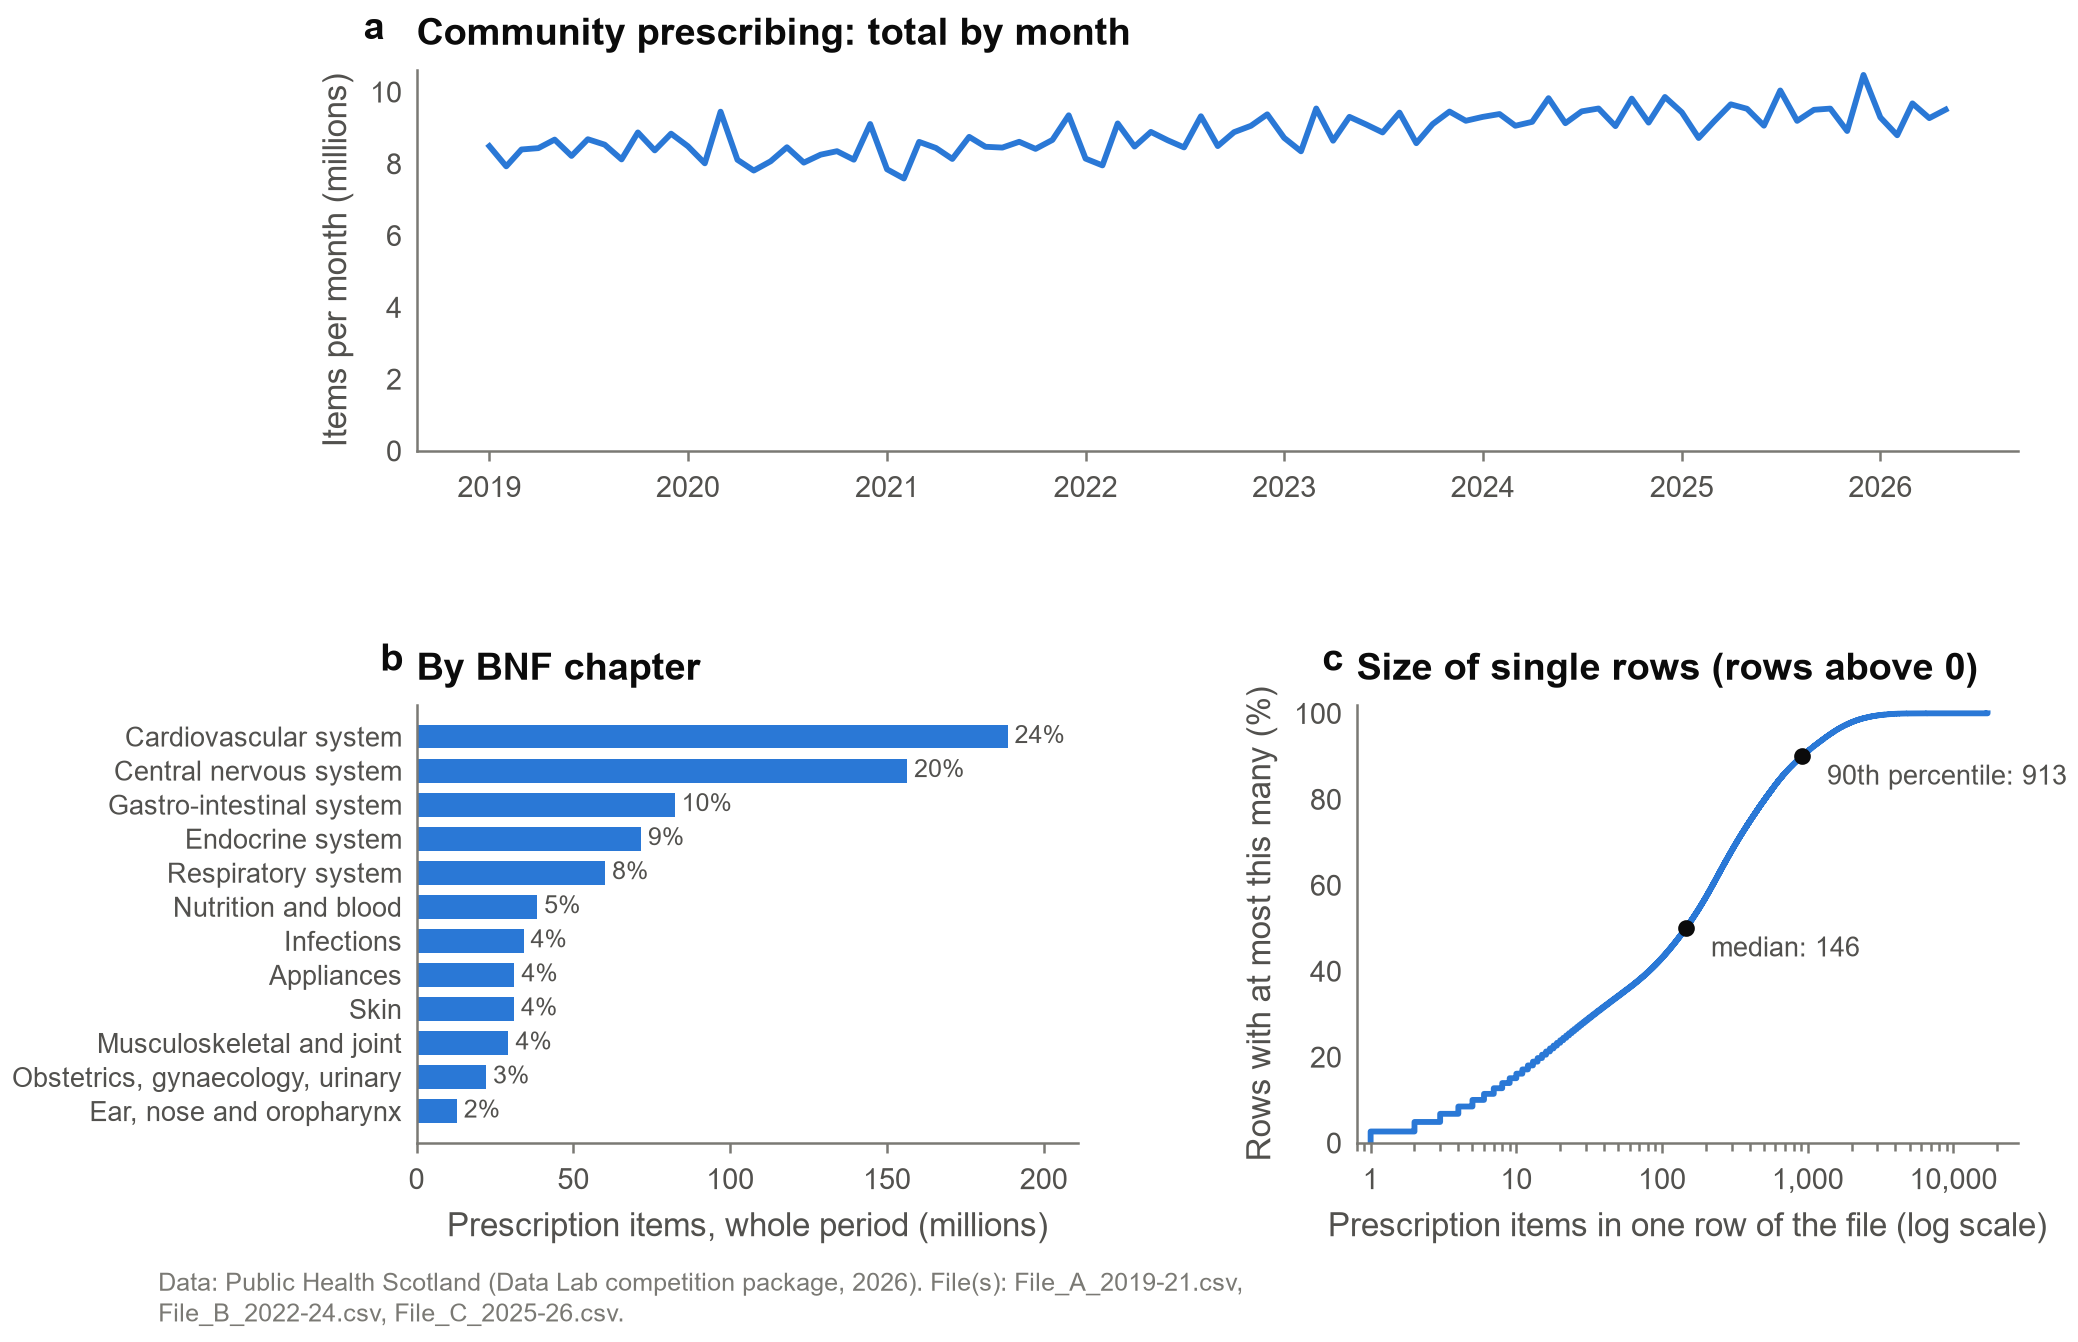 a Community prescribing: total by month
Items per month (millions)
10
8
6
4
2
0
2019 2020 2021 2022 2023 2024 2025 2026
b By BNF chapter
Cardiovascular system 24%
Central nervous system 20%
Gastro-intestinal system 10%
Endocrine system 9%
Respiratory system 8%
Nutrition and blood 5%
Infections 4%
Appliances 4%
Skin 4%
Musculoskeletal and joint 4%
Obstetrics, gynaecology, urinary 3%
Ear, nose and oropharynx 2%
0 50 100 150 200
Prescription items, whole period (millions)
c Size of single rows (rows above 0)
Rows with at most this many (%)
100
80
60
40
20
0
90th percentile: 913
median: 146
1 10 100 1,000 10,000
Prescription items in one row of the file (log scale)
Data: Public Health Scotland (Data Lab competition package, 2026). File(s): File_A_2019-21.csv,
File_B_2022-24.csv, File_C_2025-26.csv.